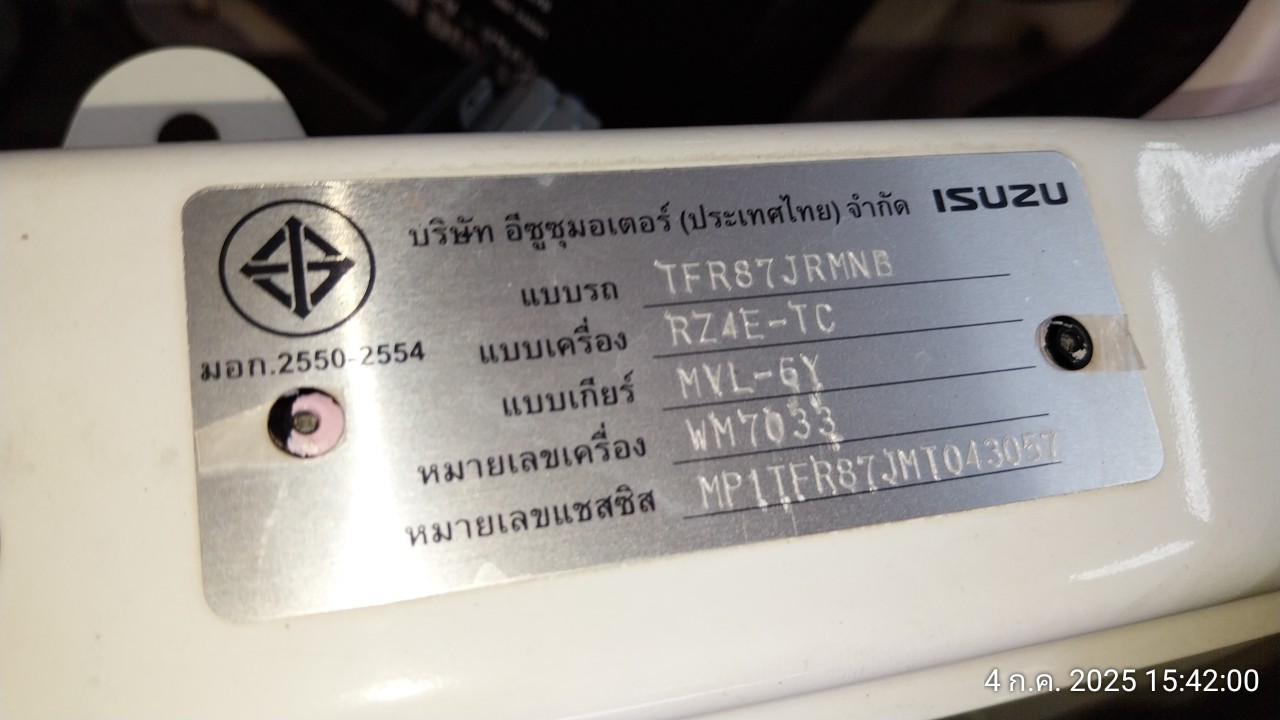 บริษัท อีซูซุมอเตอร์ (ประเทศไทย) จำกัด ISUZU
มอก.2550-2554
แบบรถ TFR87JRMNB
แบบเครื่อง RZ4E-TC
แบบเกียร์ MVL-6Y
หมายเลขเครื่อง WM7033
หมายเลขแชสซิส MP1TFR87JMT043057
4 ก.ค. 2025 15:42:00